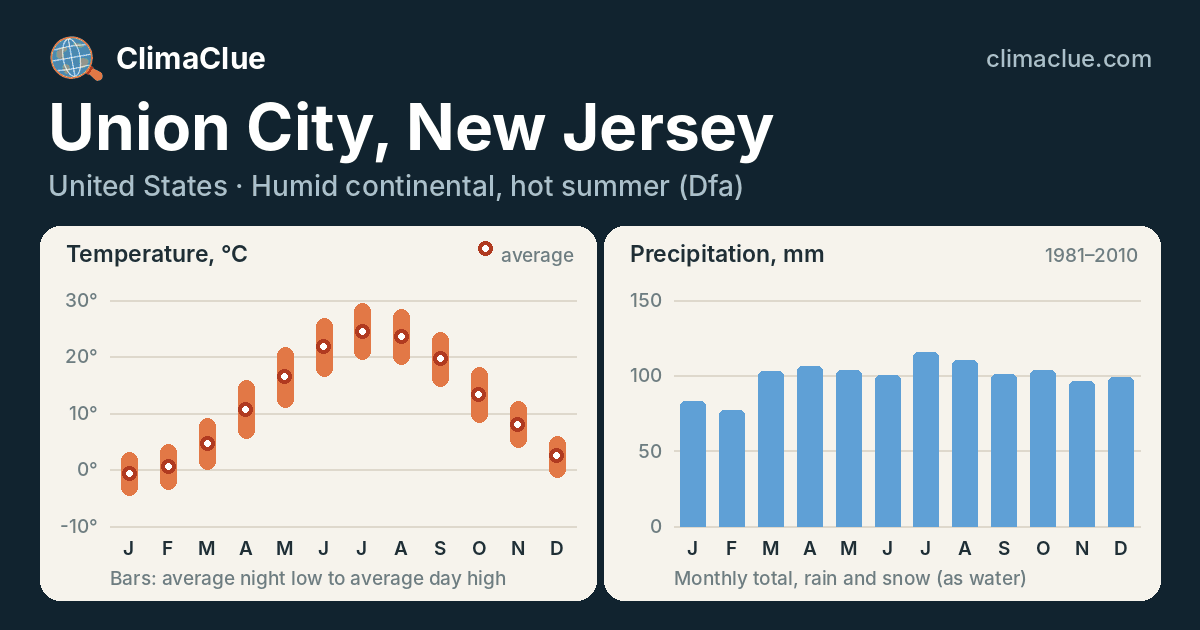 ClimaClue
climaclue.com
Union City, New Jersey
United States · Humid continental, hot summer (Dfa)
Temperature, °C
average
30°
20°
10°
0°
-10°
J F M A M J J A S O N D
Bars: average night low to average day high
Precipitation, mm
1981–2010
150
100
50
0
J F M A M J J A S O N D
Monthly total, rain and snow (as water)